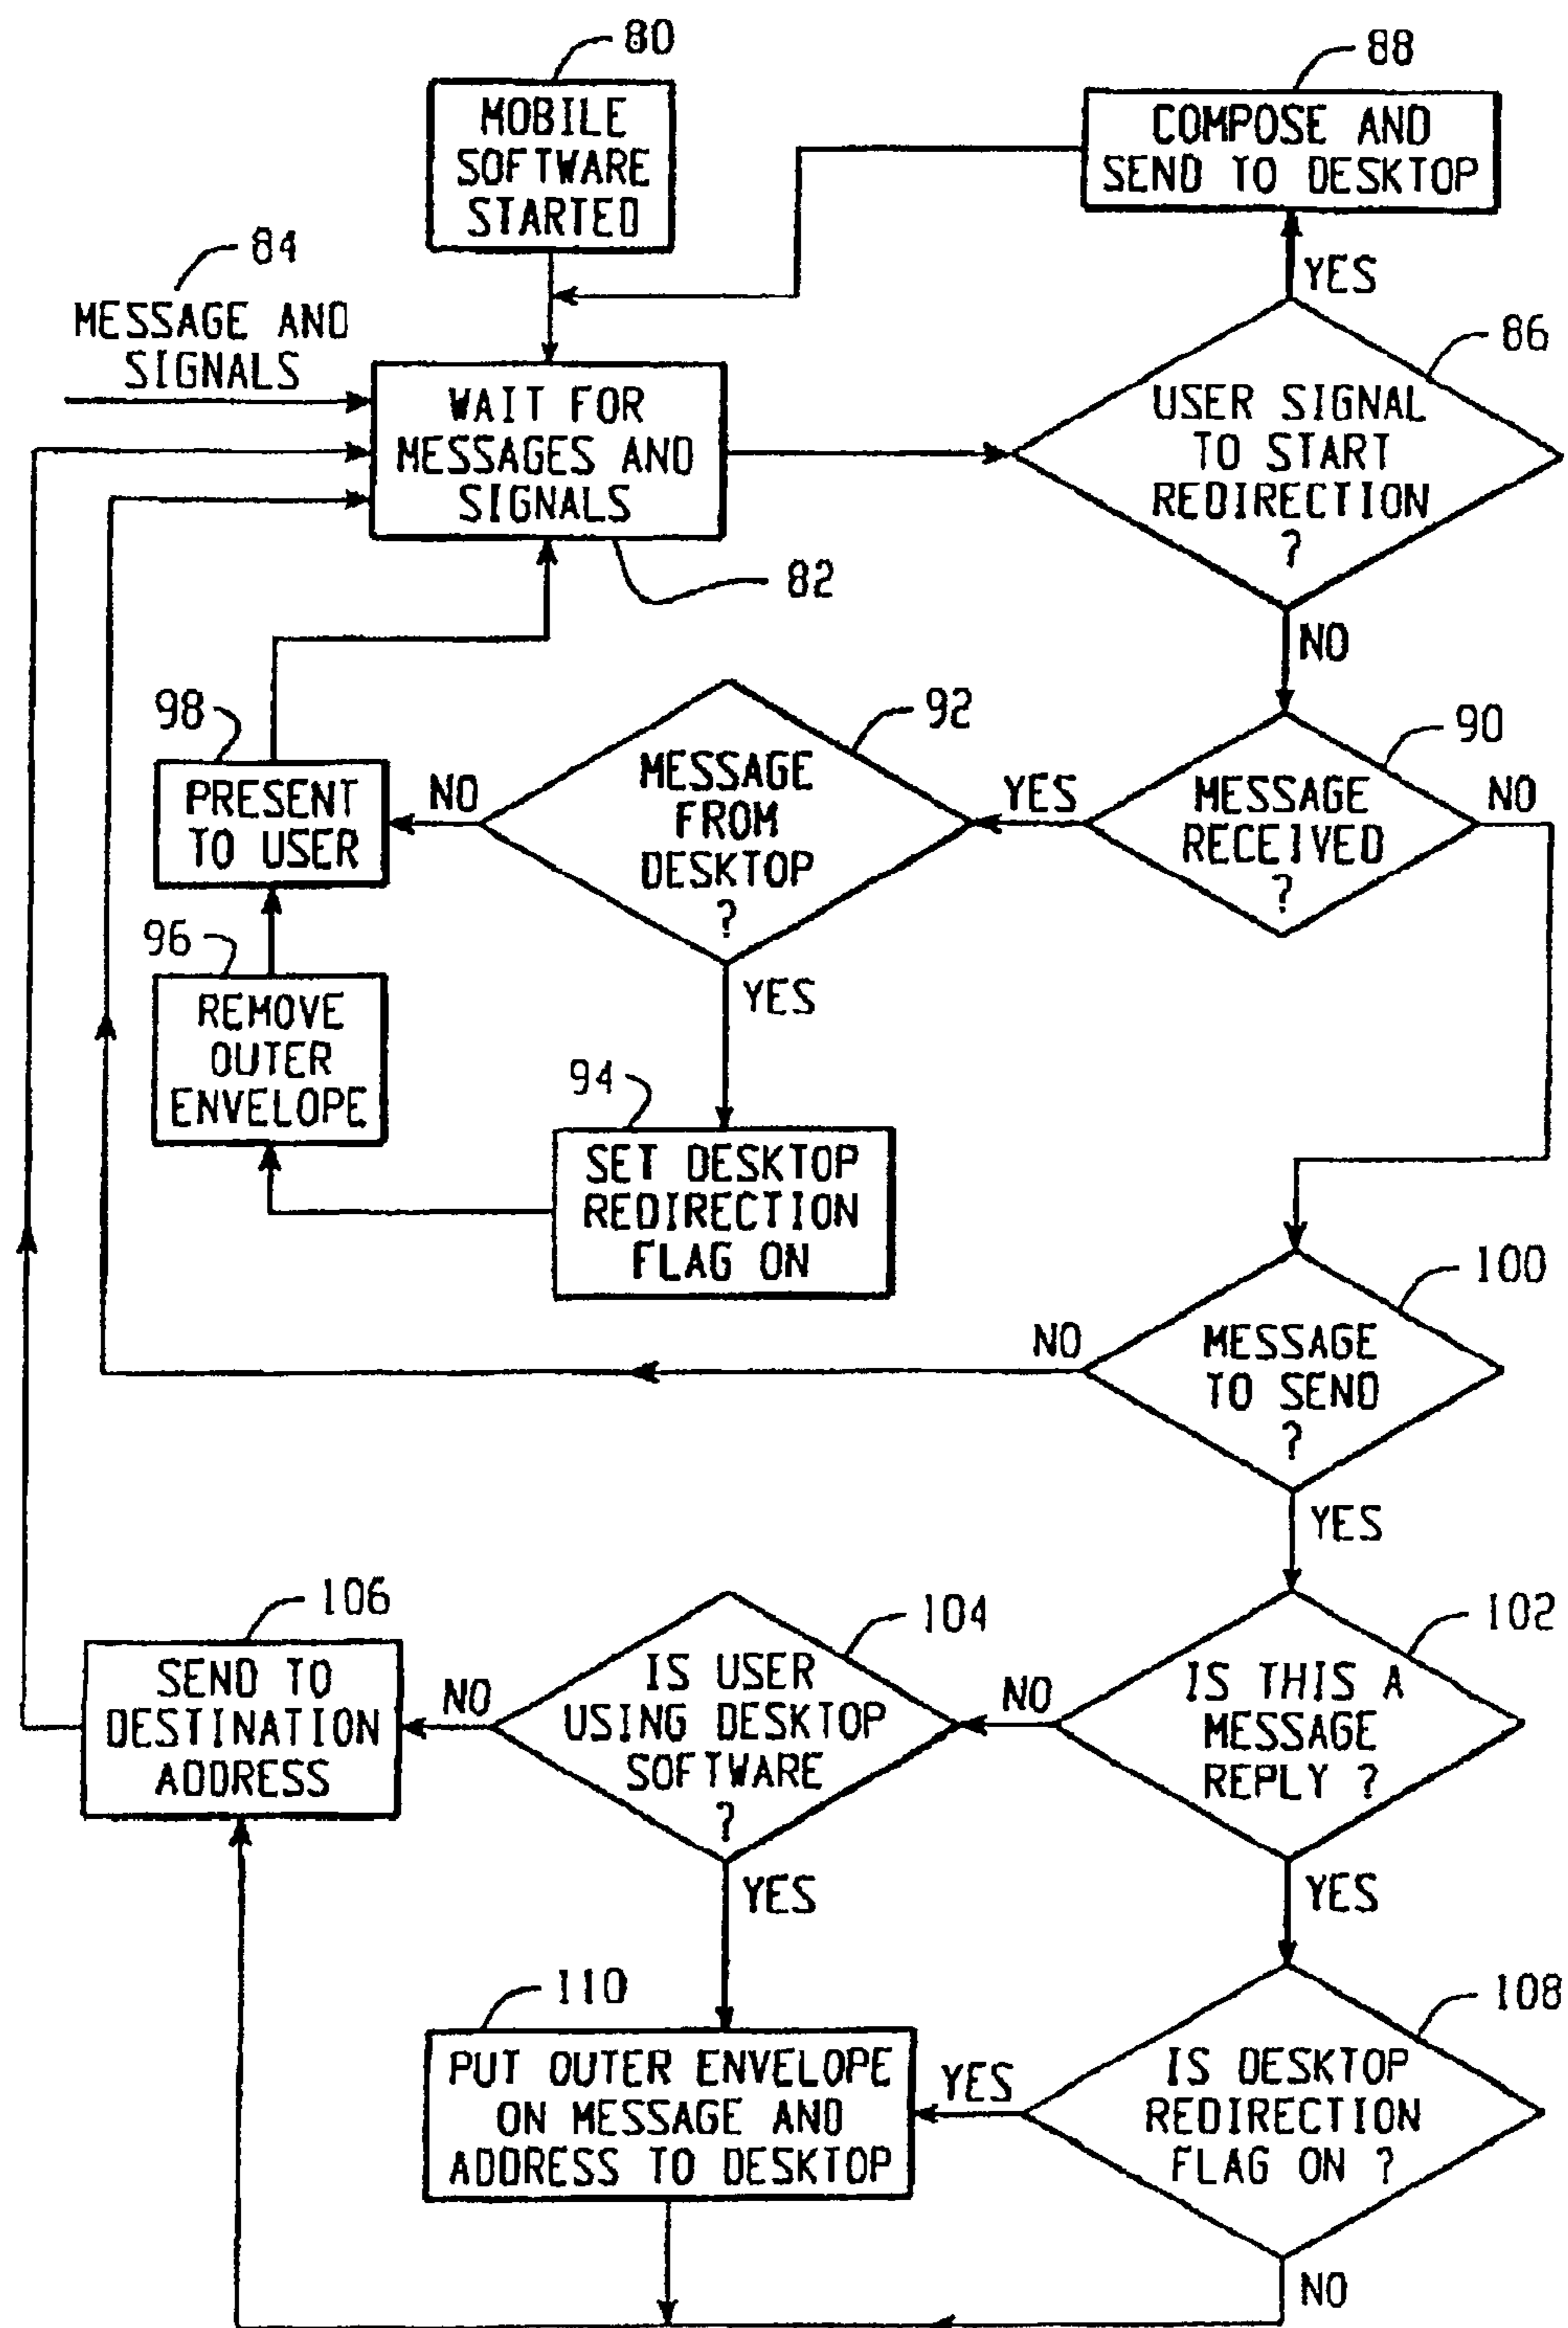 80
MOBILE
SOFTWARE
STARTED
88
COMPOSE AND
SEND TO DESKTOP
84
MESSAGE AND
SIGNALS
YES
86
WAIT FOR
MESSAGES AND
SIGNALS
82
USER SIGNAL
TO START
REDIRECTION
?
NO
98
PRESENT
TO USER
NO
92
MESSAGE
FROM
DESKTOP
?
YES
90
MESSAGE
RECEIVED
?
NO
96
REMOVE
OUTER
ENVELOPE
YES
94
SET DESKTOP
REDIRECTION
FLAG ON
100
NO
MESSAGE
TO SEND
?
YES
106
SEND TO
DESTINATION
ADDRESS
NO
104
IS USER
USING DESKTOP
SOFTWARE
?
NO
102
IS THIS A
MESSAGE
REPLY ?
YES
YES
110
PUT OUTER ENVELOPE
ON MESSAGE AND
ADDRESS TO DESKTOP
YES
108
IS DESKTOP
REDIRECTION
FLAG ON ?
NO